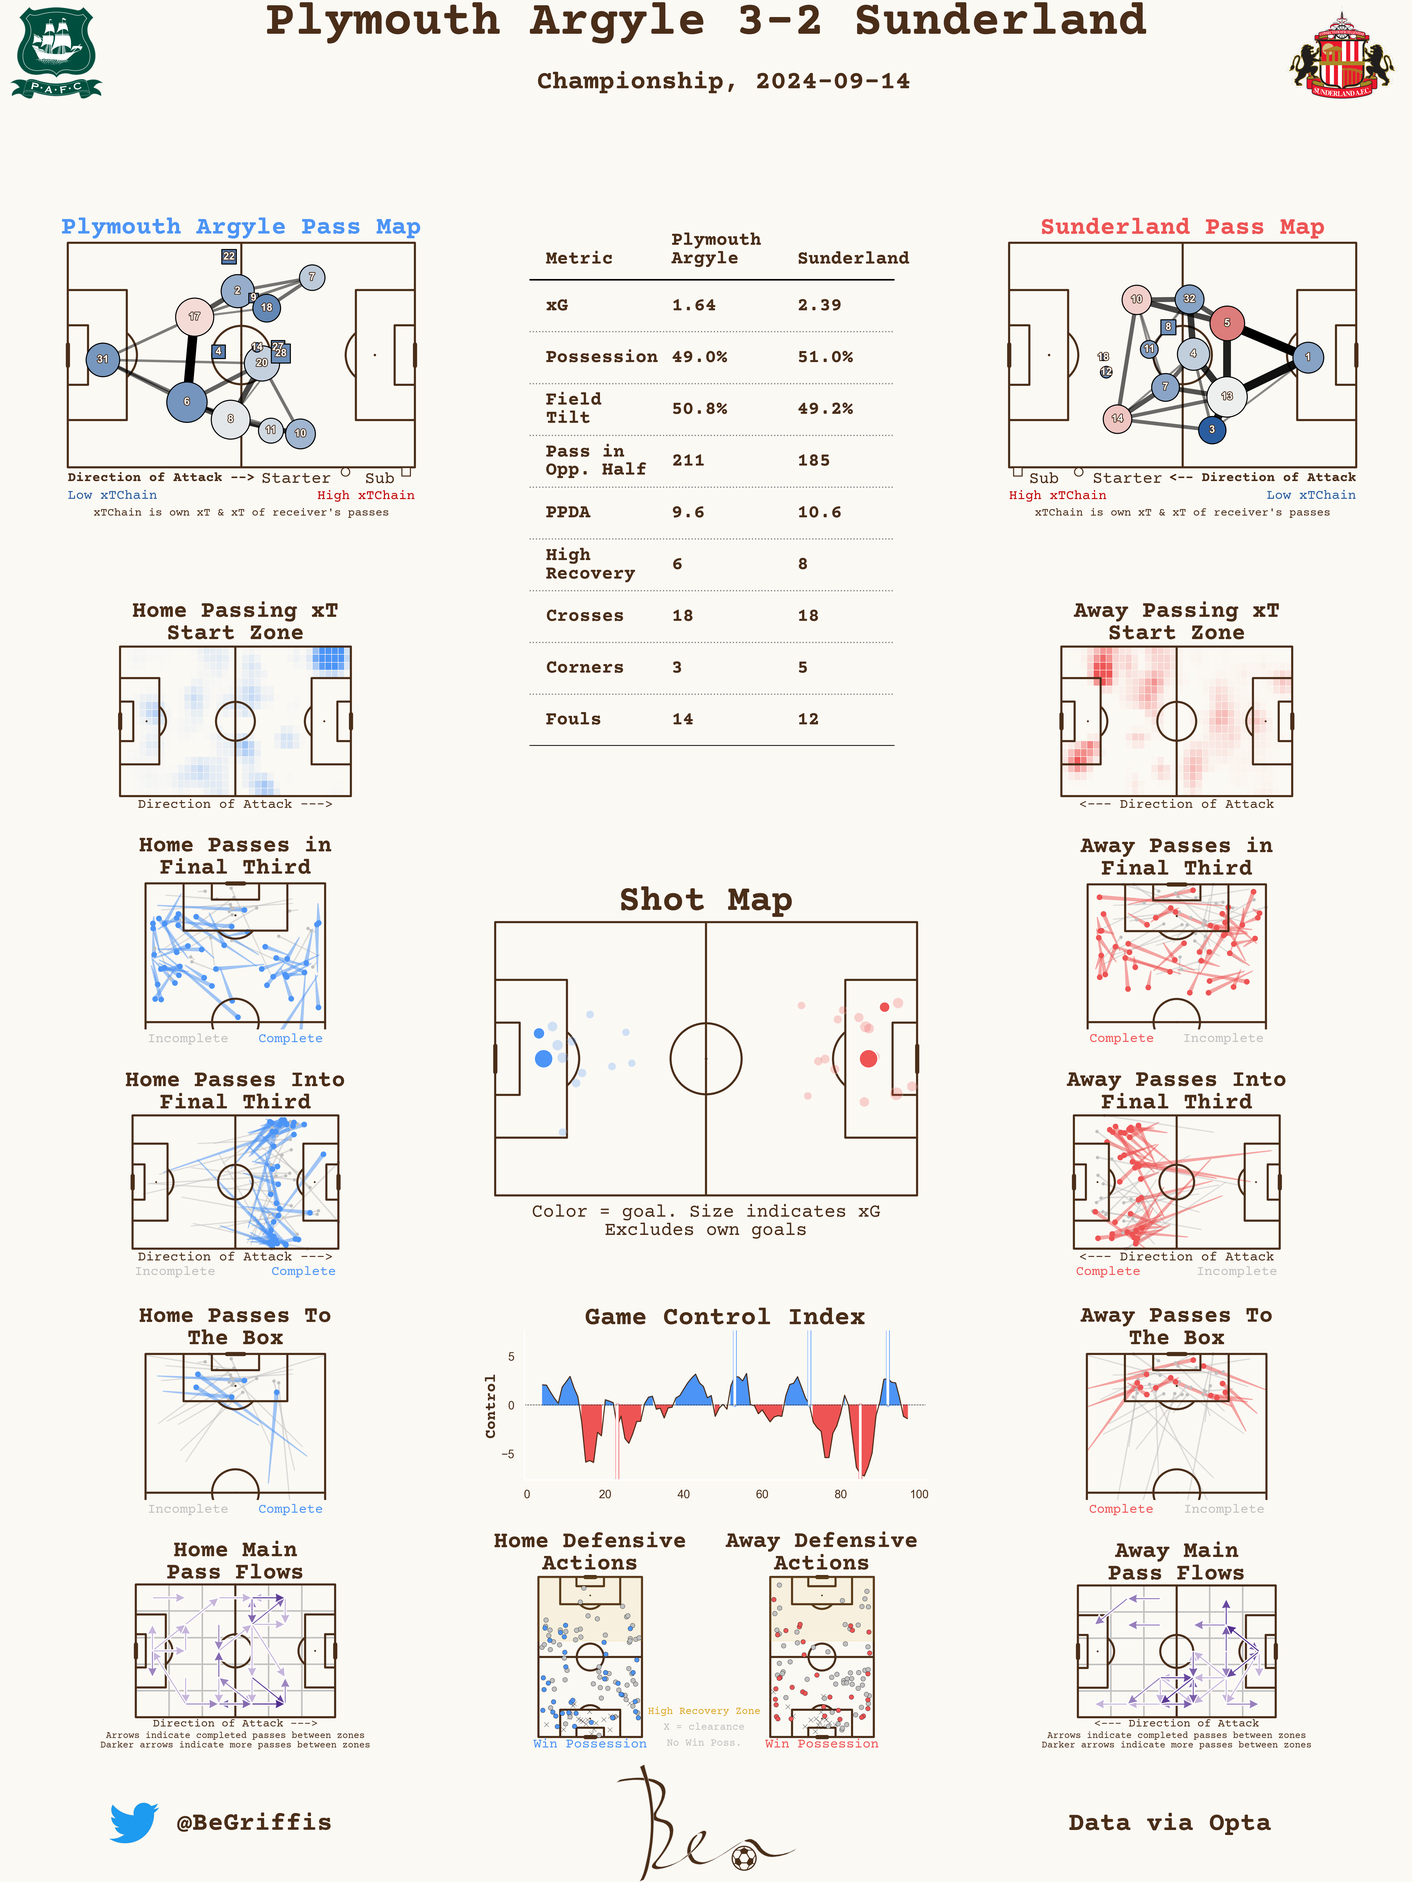 Plymouth Argyle 3-2 Sunderland
Championship, 2024-09-14
P·A·F·C
SUNDERLAND A.F.C.
Plymouth Argyle Pass Map
22
7
2
9
18
17
4
14
27
28
31
20
6
8
11
10
Direction of Attack --> Starter Sub
Low xTChain High xTChain
xTChain is own xT & xT of receiver's passes
Metric Plymouth Argyle Sunderland
xG 1.64 2.39
Possession 49.0% 51.0%
Field Tilt 50.8% 49.2%
Pass in Opp. Half 211 185
PPDA 9.6 10.6
High Recovery 6 8
Crosses 18 18
Corners 3 5
Fouls 14 12
Sunderland Pass Map
10
32
5
8
11
4
18
1
12
7
13
14
3
Sub Starter <-- Direction of Attack
High xTChain Low xTChain
xTChain is own xT & xT of receiver's passes
Home Passing xT
Start Zone
Direction of Attack --->
Away Passing xT
Start Zone
<--- Direction of Attack
Home Passes in
Final Third
Incomplete Complete
Away Passes in
Final Third
Complete Incomplete
Shot Map
Color = goal. Size indicates xG
Excludes own goals
Home Passes Into
Final Third
Direction of Attack --->
Incomplete Complete
Away Passes Into
Final Third
<--- Direction of Attack
Complete Incomplete
Home Passes To
The Box
Incomplete Complete
Game Control Index
Control
5
0
−5
0 20 40 60 80 100
Away Passes To
The Box
Complete Incomplete
Home Main
Pass Flows
Direction of Attack --->
Arrows indicate completed passes between zones
Darker arrows indicate more passes between zones
Home Defensive
Actions
Win Possession
Away Defensive
Actions
Win Possession
High Recovery Zone
X = clearance
No Win Poss.
Away Main
Pass Flows
<--- Direction of Attack
Arrows indicate completed passes between zones
Darker arrows indicate more passes between zones
@BeGriffis
Ben
Data via Opta